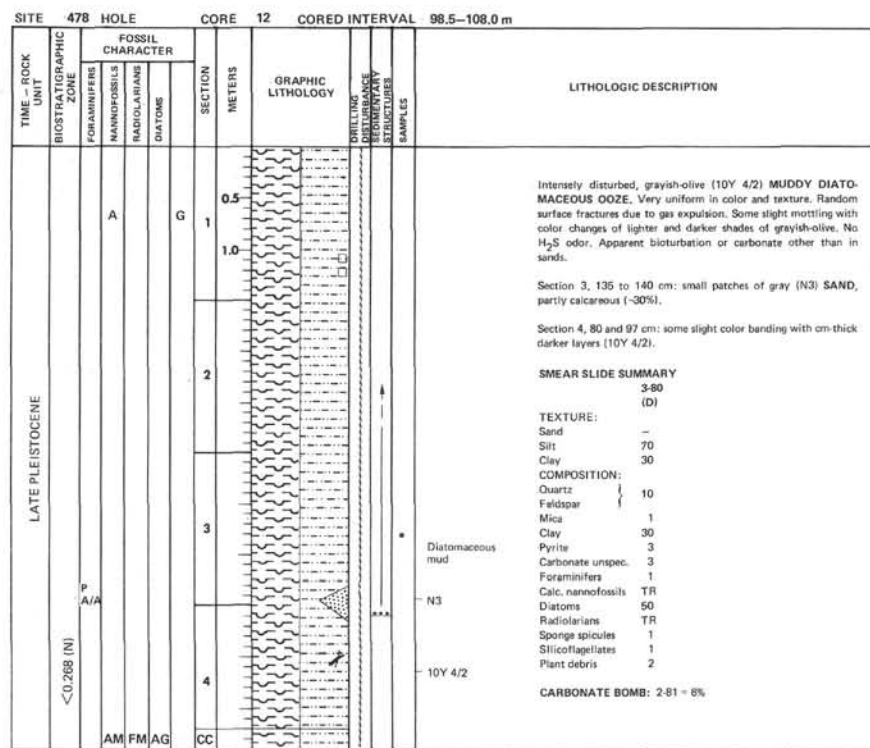 SITE 478 HOLE CORE 12 CORED INTERVAL 98.5–108.0 m
TIME – ROCK UNIT
BIOSTRATIGRAPHIC ZONE
FOSSIL CHARACTER
FORAMINIFERS
NANNOFOSSILS
RADIOLARIANS
DIATOMS
SECTION
METERS
GRAPHIC LITHOLOGY
DRILLING DISTURBANCE
SEDIMENTARY STRUCTURES
SAMPLES
LITHOLOGIC DESCRIPTION
LATE PLEISTOCENE
<0.268 (N)
P
A/A
A
G
AM FM AG
1
0.5
1.0
2
3
4
CC
Diatomaceous
mud
N3
10Y 4/2
Intensely disturbed, grayish-olive (10Y 4/2) MUDDY DIATO-
MACEOUS OOZE. Very uniform in color and texture. Random
surface fractures due to gas expulsion. Some slight mottling with
color changes of lighter and darker shades of grayish-olive. No
H2S odor. Apparent bioturbation or carbonate other than in
sands.
Section 3, 135 to 140 cm: small patches of gray (N3) SAND,
partly calcareous (~30%).
Section 4, 80 and 97 cm: some slight color banding with cm-thick
darker layers (10Y 4/2).
SMEAR SLIDE SUMMARY
3-80
(D)
TEXTURE:
Sand –
Silt 70
Clay 30
COMPOSITION:
Quartz
Feldspar } 10
Mica 1
Clay 30
Pyrite 3
Carbonate unspec. 3
Foraminifers 1
Calc. nannofossils TR
Diatoms 50
Radiolarians TR
Sponge spicules 1
Silicoflagellates 1
Plant debris 2
CARBONATE BOMB: 2-81 = 6%